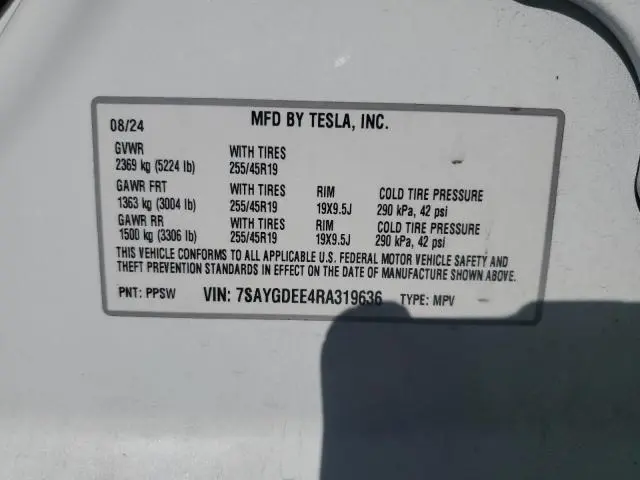 08/24 MFD BY TESLA, INC.
GVWR WITH TIRES
2369 kg (5224 lb) 255/45R19
GAWR FRT WITH TIRES RIM COLD TIRE PRESSURE
1363 kg (3004 lb) 255/45R19 19X9.5J 290 kPa, 42 psi
GAWR RR WITH TIRES RIM COLD TIRE PRESSURE
1500 kg (3306 lb) 255/45R19 19X9.5J 290 kPa, 42 psi
THIS VEHICLE CONFORMS TO ALL APPLICABLE U.S. FEDERAL MOTOR VEHICLE SAFETY AND
THEFT PREVENTION STANDARDS IN EFFECT ON THE DATE OF MANUFACTURE SHOWN ABOVE.
PNT: PPSW VIN: 7SAYGDEE4RA319636 TYPE: MPV